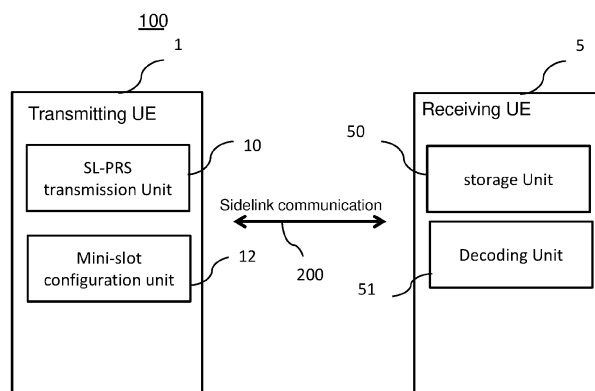 100
1
5
Transmitting UE
Receiving UE
10
50
SL-PRS
transmission Unit
storage Unit
Sidelink communication
Mini-slot
configuration unit
12
200
51
Decoding Unit